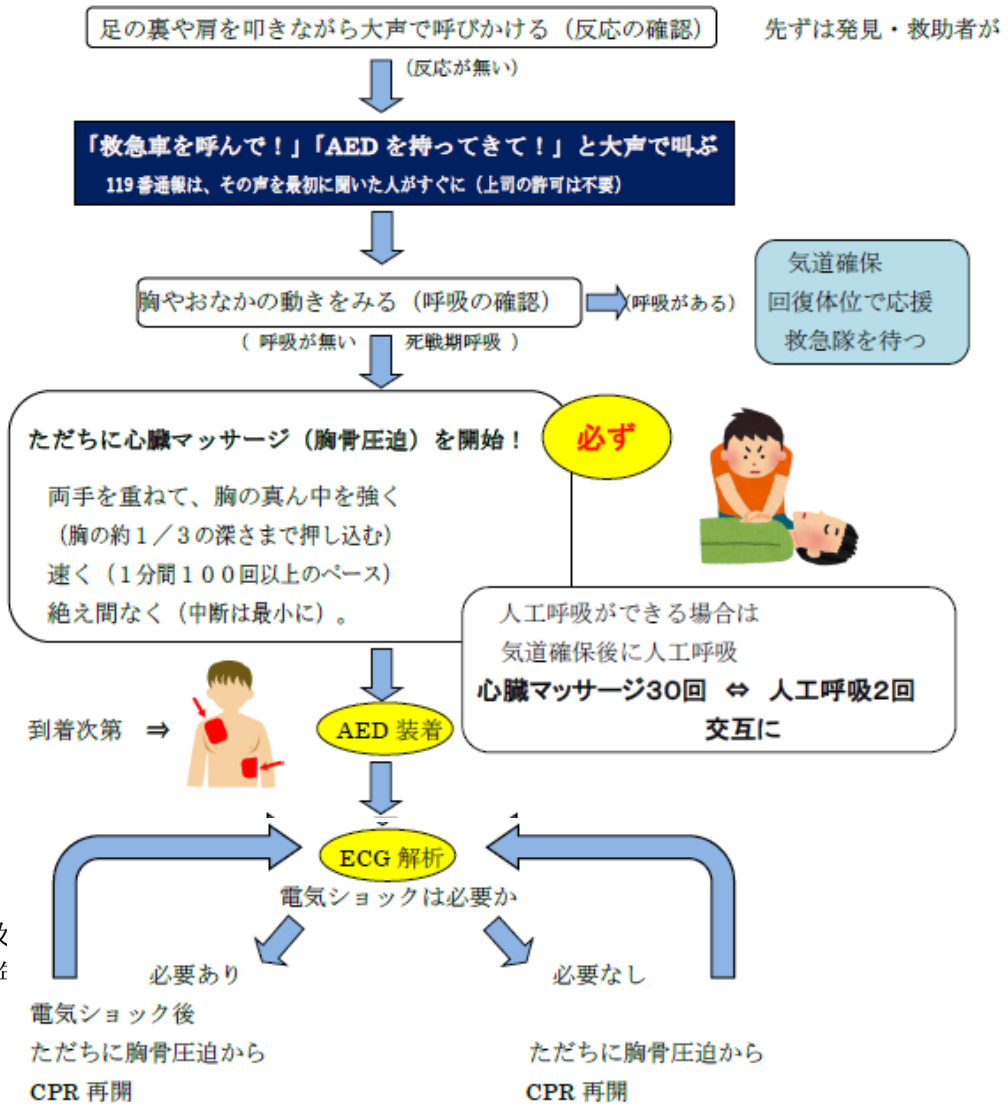 足の裏や肩を叩きながら大声で呼びかける（反応の確認）
先ずは発見・救助者が
（反応が無い）
「救急車を呼んで！」「AEDを持ってきて！」と大声で叫ぶ
119番通報は、その声を最初に聞いた人がすぐに（上司の許可は不要）
胸やおなかの動きをみる（呼吸の確認）
（呼吸がある）
気道確保
回復体位で応援
救急隊を待つ
（ 呼吸が無い 死戦期呼吸 ）
ただちに心臓マッサージ（胸骨圧迫）を開始！
必ず
両手を重ねて、胸の真ん中を強く
（胸の約１／３の深さまで押し込む）
速く（１分間１００回以上のペース）
絶え間なく（中断は最小に）。
人工呼吸ができる場合は
気道確保後に人工呼吸
心臓マッサージ30回 ⇔ 人工呼吸2回
交互に
到着次第 ⇒
AED 装着
ECG 解析
電気ショックは必要か
必要あり
電気ショック後
ただちに胸骨圧迫から
CPR 再開
必要なし
ただちに胸骨圧迫から
CPR 再開